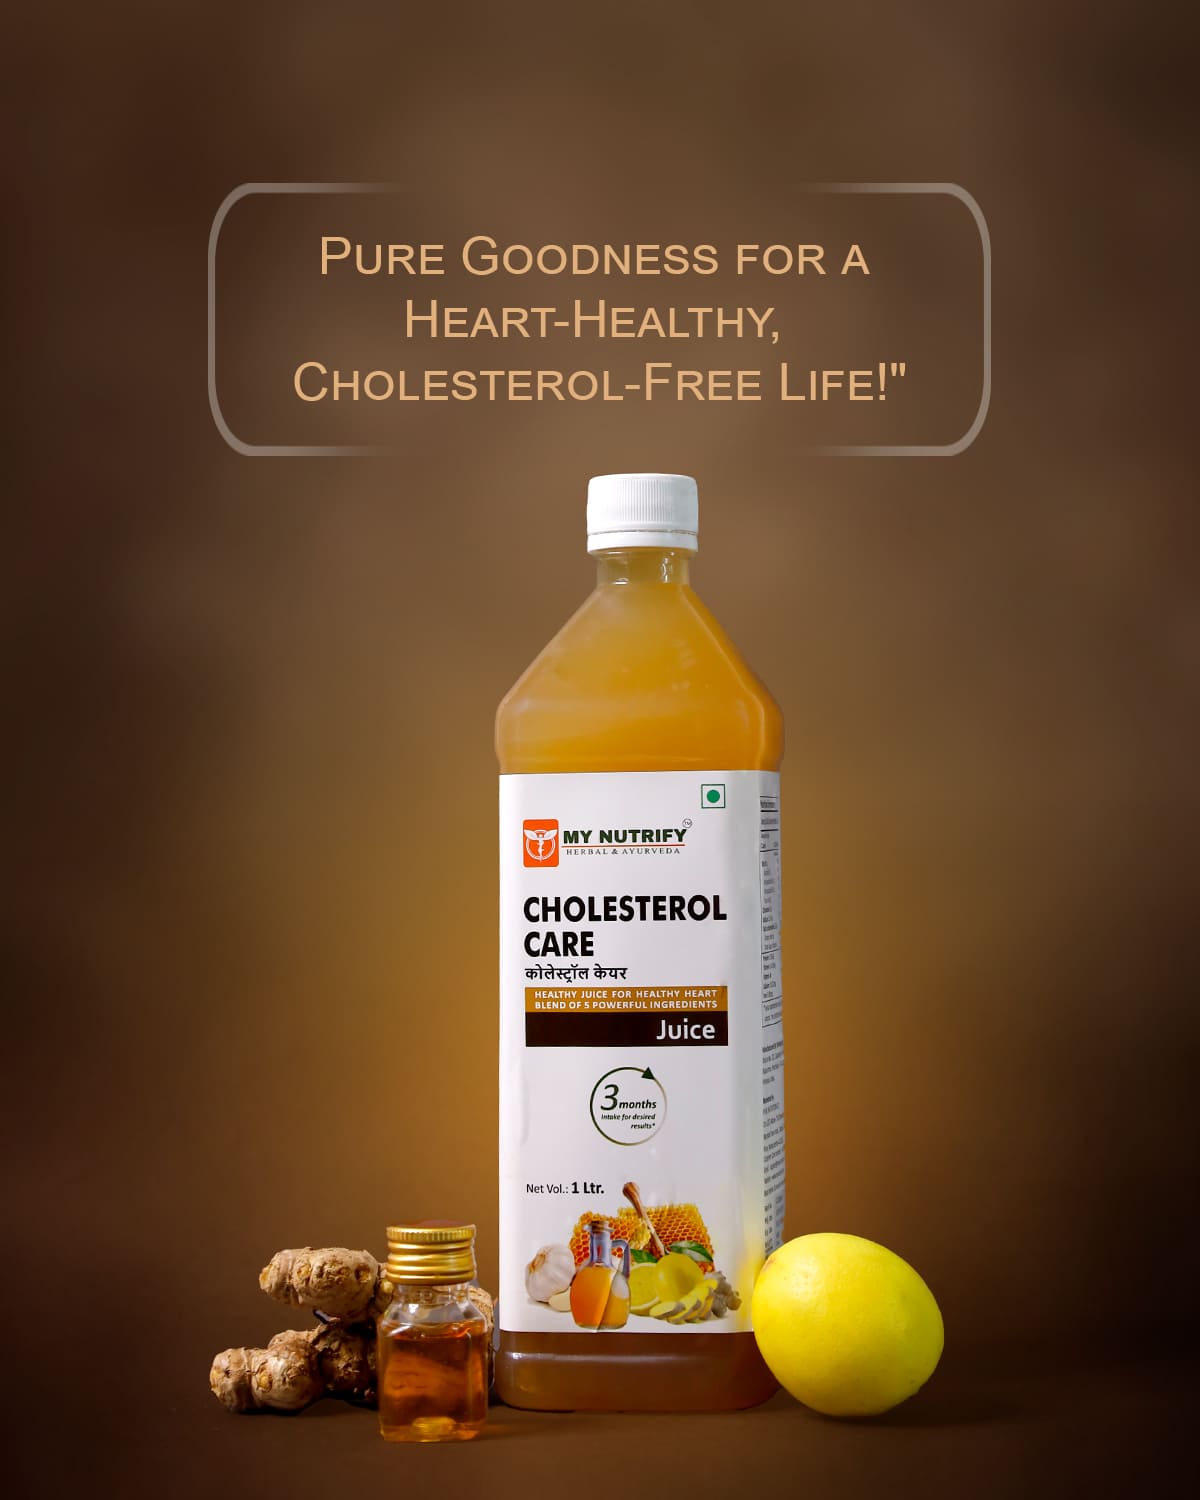 Pure Goodness for a
Heart-Healthy,
Cholesterol-Free Life!"
MY NUTRIFY™
HERBAL & AYURVEDA
CHOLESTEROL
CARE
कोलेस्ट्रॉल केयर
HEALTHY JUICE FOR HEALTHY HEART
BLEND OF 5 POWERFUL INGREDIENTS
Juice
3 months
Intake for desired
results*
Net Vol.: 1 Ltr.